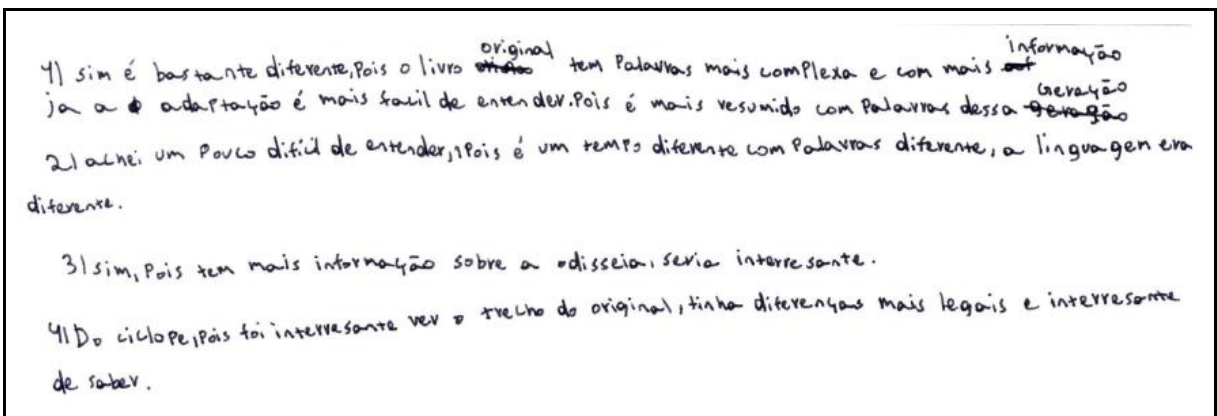 1) sim é bastante diferente, Pois o livro original tem Palavras mais complexa e com mais informação
ja a adaptação é mais facil de entender. Pois é mais resumido com Palavras dessa Geração
2) achei um Pouco dificil de entender, Pois é um tempo diferente com Palavras diferente, a linguagem era
diferente.
3) sim, Pois tem mais informação sobre a odisseia, seria interresante.
4) Do ciclope, Pois foi interresante ver o trecho do original, tinha diferenças mais legais e interresante
de saber.